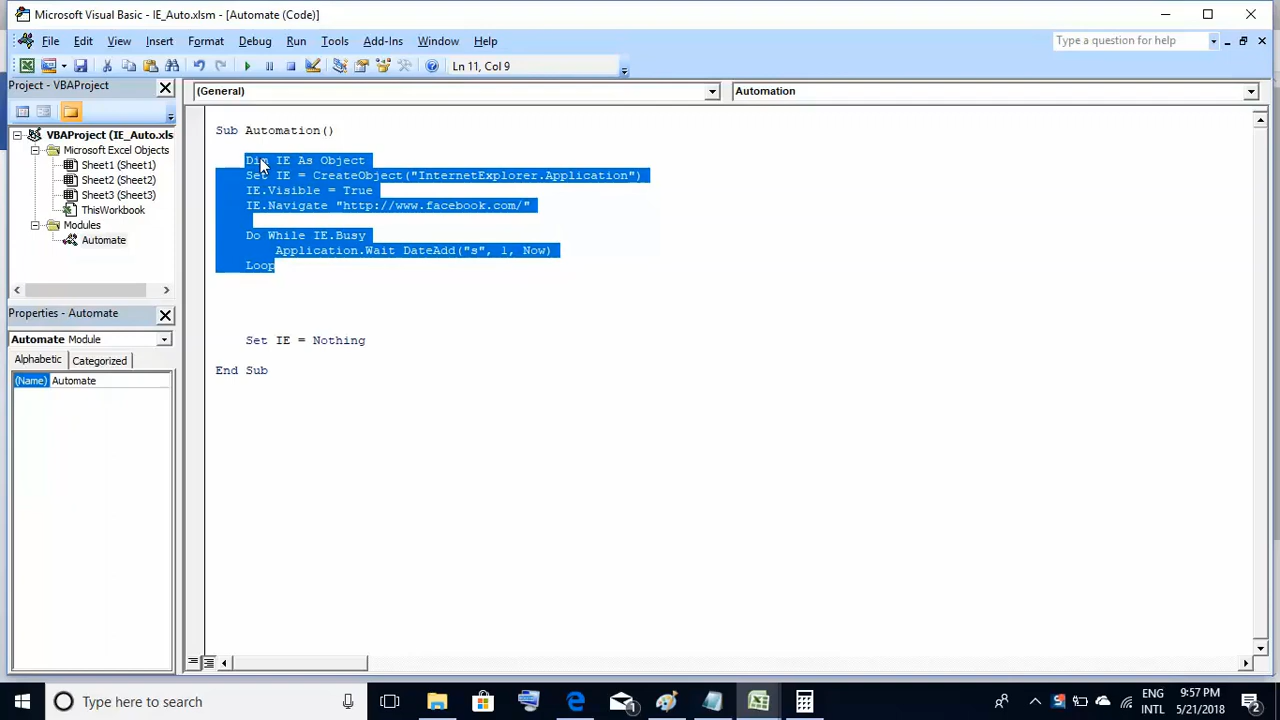 Microsoft Visual Basic - IE_Auto.xlsm - [Automate (Code)]
File Edit View Insert Format Debug Run Tools Add-Ins Window Help
Type a question for help
Ln 11, Col 9
Project - VBAProject
(General)
Automation
VBAProject (IE_Auto.xls
Microsoft Excel Objects
Sheet1 (Sheet1)
Sheet2 (Sheet2)
Sheet3 (Sheet3)
ThisWorkbook
Modules
Automate
Sub Automation()
Dim IE As Object
Set IE = CreateObject("InternetExplorer.Application")
IE.Visible = True
IE.Navigate "http://www.facebook.com/"
Do While IE.Busy
Application.Wait DateAdd("s", 1, Now)
Loop
Set IE = Nothing
End Sub
Properties - Automate
Automate Module
Alphabetic Categorized
(Name) Automate
Type here to search
1
ENG
INTL
9:57 PM
5/21/2018
2